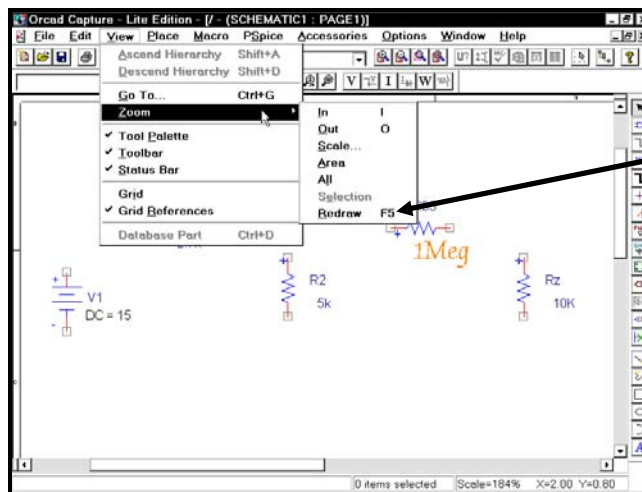 Orcad Capture - Lite Edition - [/ - (SCHEMATIC1 : PAGE1)]
File Edit View Place Macro PSpice Accessories Options Window Help
Ascend Hierarchy Shift+A
Descend Hierarchy Shift+D
Go To... Ctrl+G
Zoom
Tool Palette
Toolbar
Status Bar
Grid
Grid References
Database Part Ctrl+D
In I
Out O
Scale...
Area
All
Selection
Redraw F5
V I W
1Meg
V1
DC = 15
R2
5k
Rz
10K
0 items selected Scale=184% X=2.00 Y=0.80